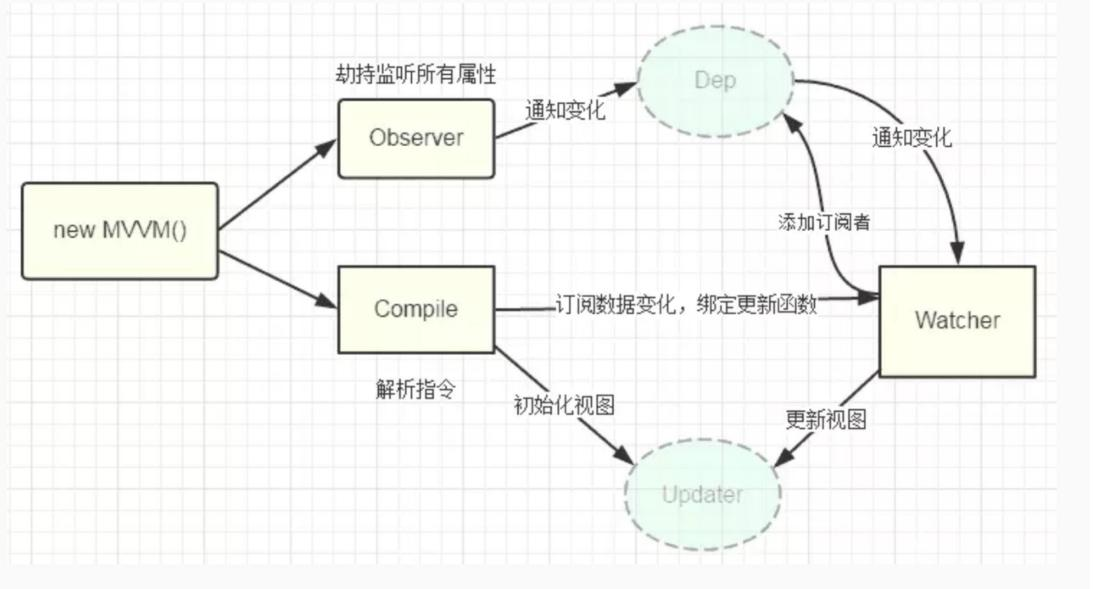 劫持监听所有属性
Dep
Observer
通知变化
通知变化
new MVVM()
添加订阅者
Compile
订阅数据变化，绑定更新函数
Watcher
解析指令
初始化视图
更新视图
Updater